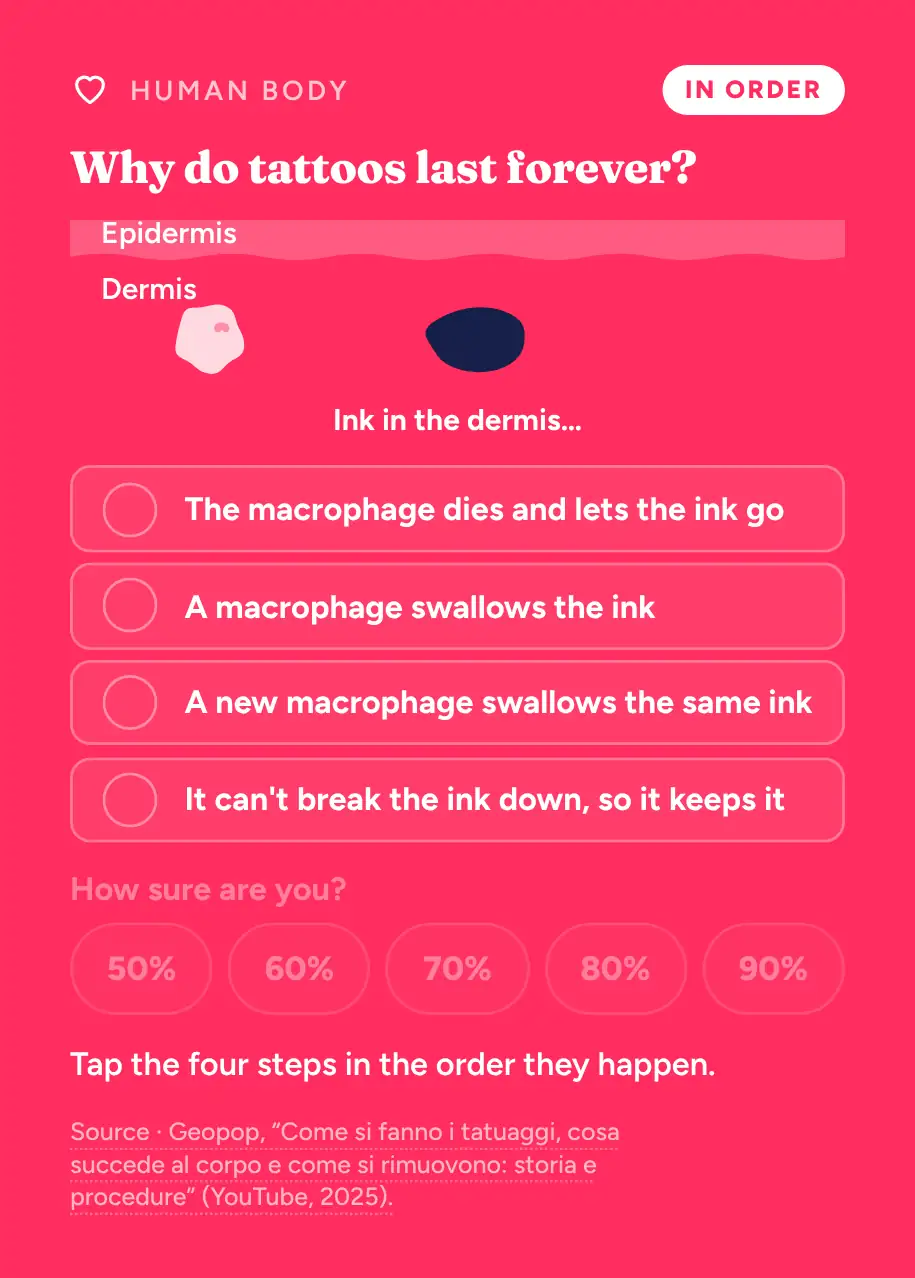 HUMAN BODY
IN ORDER
Why do tattoos last forever?
Epidermis
Dermis
Ink in the dermis...
The macrophage dies and lets the ink go
A macrophage swallows the ink
A new macrophage swallows the same ink
It can't break the ink down, so it keeps it
How sure are you?
50% 60% 70% 80% 90%
Tap the four steps in the order they happen.
Source · Geopop, “Come si fanno i tatuaggi, cosa
succede al corpo e come si rimuovono: storia e
procedure” (YouTube, 2025).